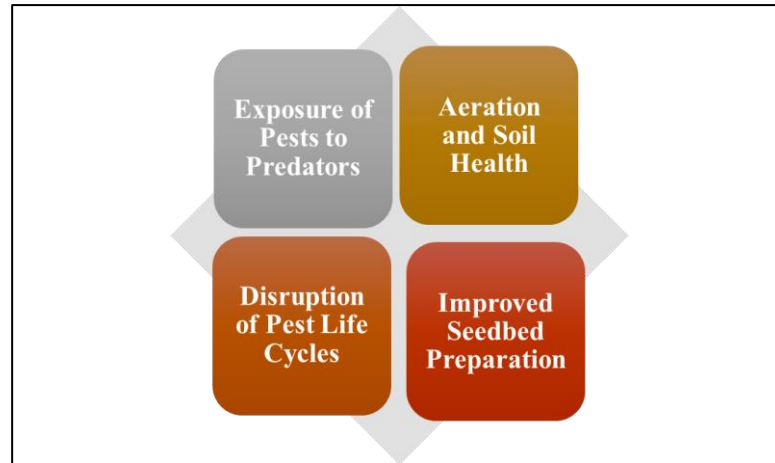 Exposure of
Pests to
Predators
Aeration
and Soil
Health
Disruption
of Pest Life
Cycles
Improved
Seedbed
Preparation